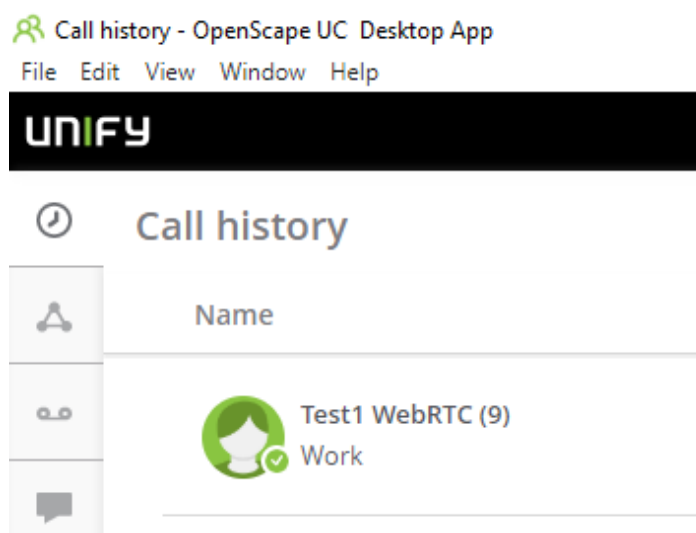 Call history - OpenScape UC Desktop App
File Edit View Window Help
UNIFY
Call history
Name
Test1 WebRTC (9)
Work